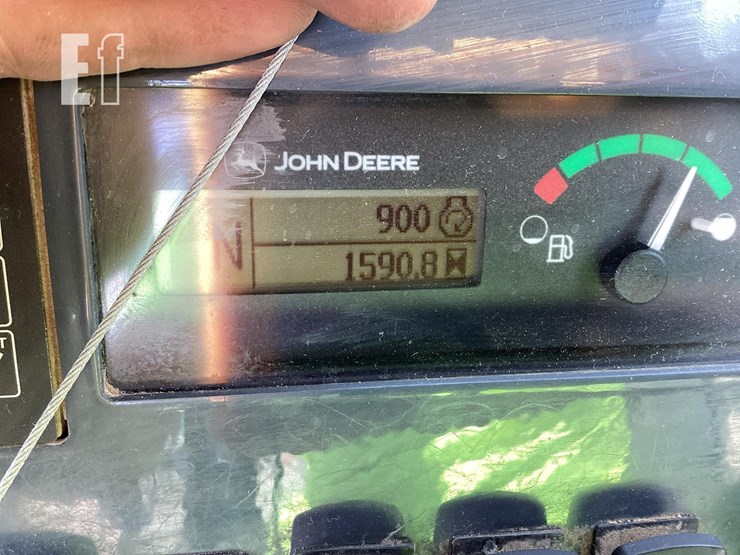 Ef
JOHN DEERE
N
900
1590.8
T